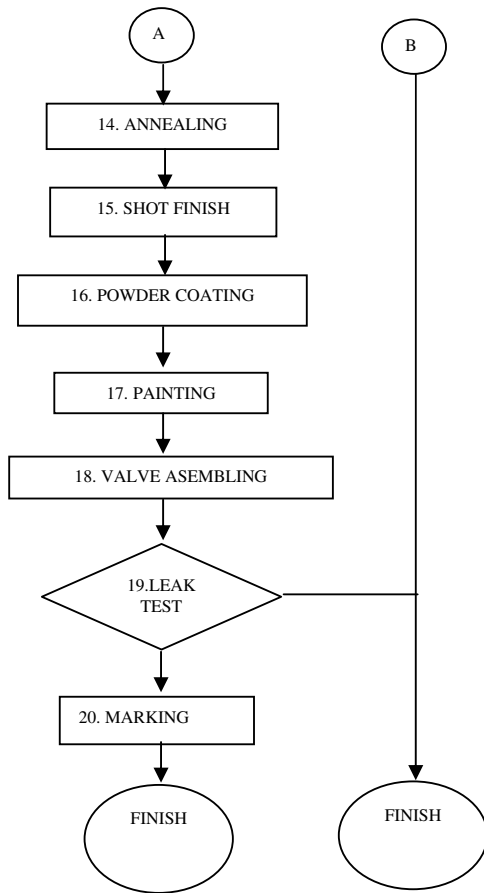 A
B
14. ANNEALING
15. SHOT FINISH
16. POWDER COATING
17. PAINTING
18. VALVE ASEMBLING
19.LEAK
TEST
20. MARKING
FINISH
FINISH